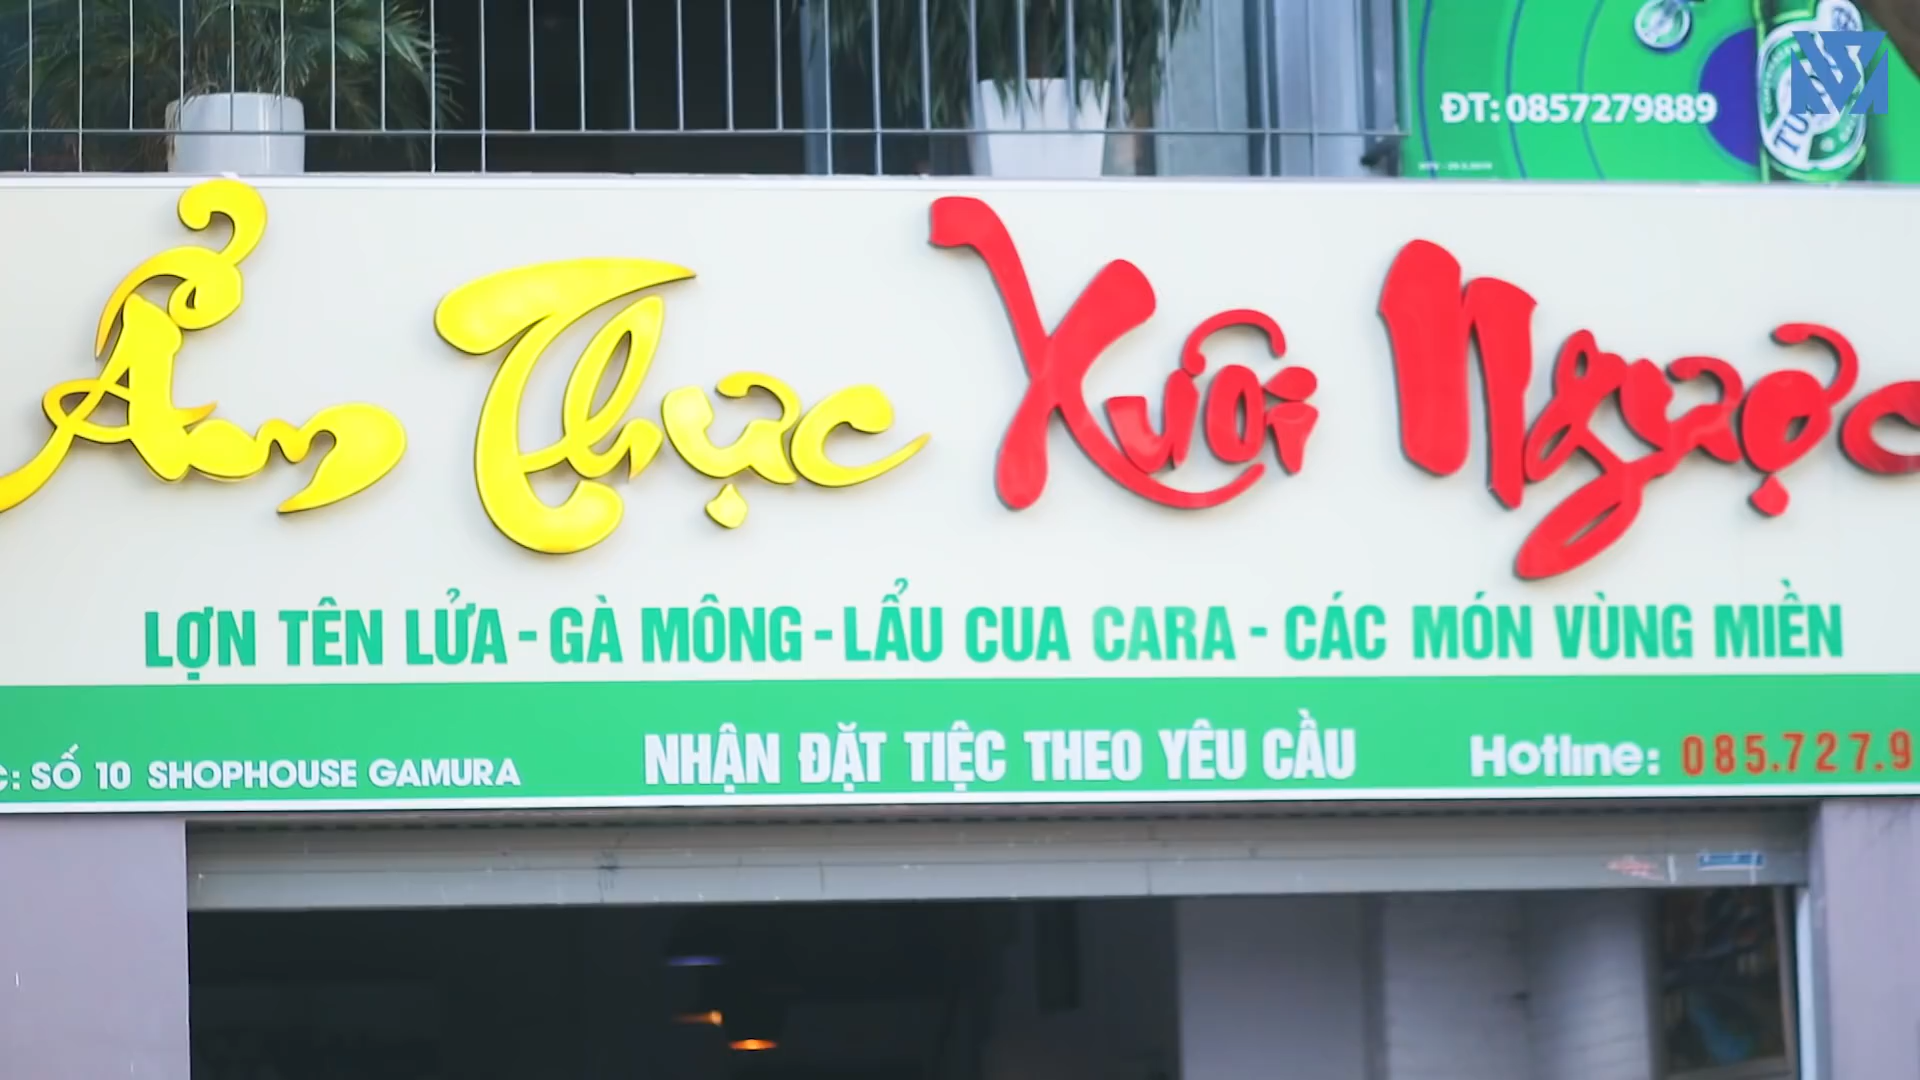 ĐT: 0857279889
Ẩm Thực Xuôi Ngược
LỢN TÊN LỬA - GÀ MÔNG - LẨU CUA CARA - CÁC MÓN VÙNG MIỀN
C: SỐ 10 SHOPHOUSE GAMURA
NHẬN ĐẶT TIỆC THEO YÊU CẦU
Hotline: 085.727.9